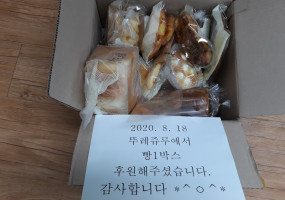 2020. 8. 18
뚜레쥬르에서
빵1박스
후원해주셨습니다.
감사합니다 *^o^*